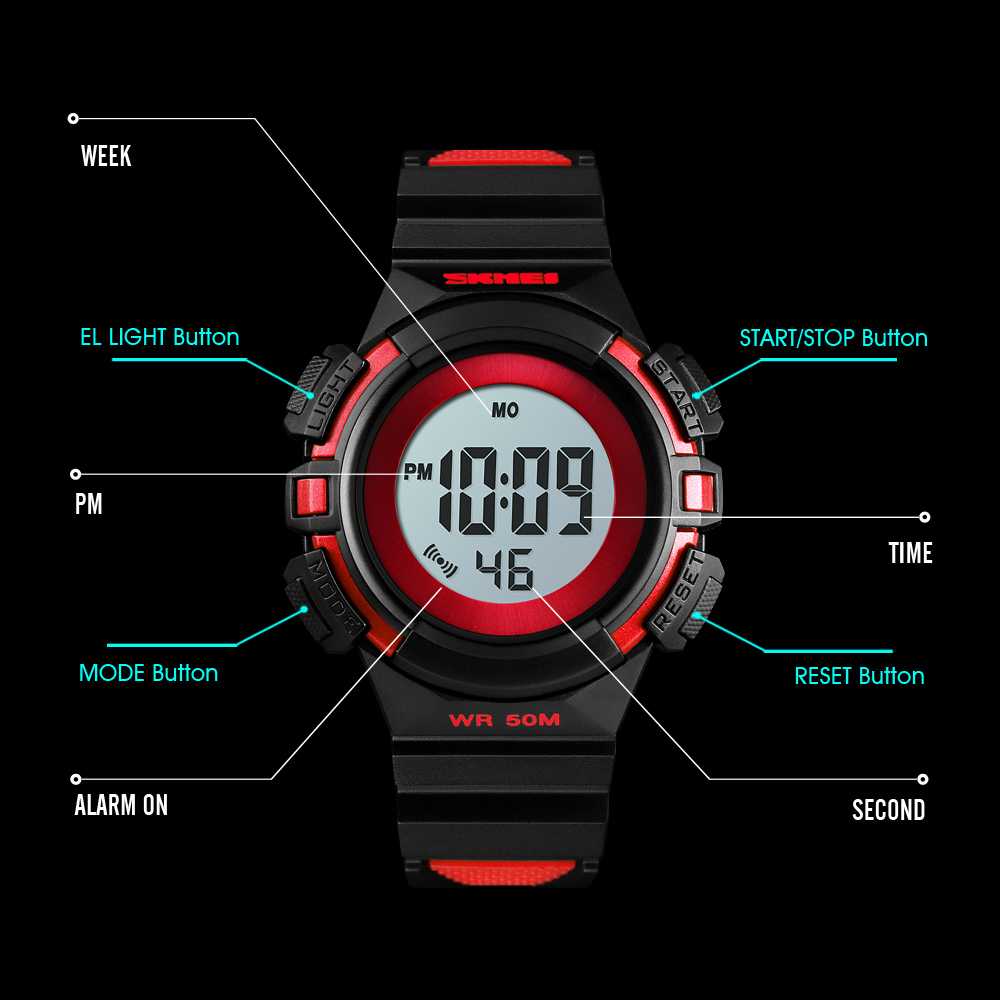 WEEK
SKMEI
EL LIGHT Button
START/STOP Button
LIGHT
START
MO
PM
10:09
PM
TIME
46
MODE
RESET
MODE Button
RESET Button
WR 50M
ALARM ON
SECOND